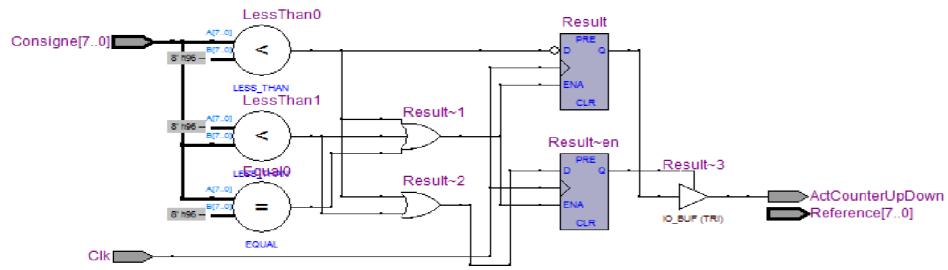 LessThan0
Consigne[7..0]
A[7..0]
B[7..0]
8' h96 --
<
LESS_THAN
LessThan1
8' h96 --
A[7..0]
B[7..0]
<
LESS_THAN
Equal0
A[7..0]
B[7..0]
8' h96 --
=
EQUAL
Clk
Result~1
Result~2
Result
PRE
D
Q
ENA
CLR
Result~en
PRE
D
Q
ENA
CLR
Result~3
IO_BUF (TRI)
ActCounterUpDown
Reference[7..0]